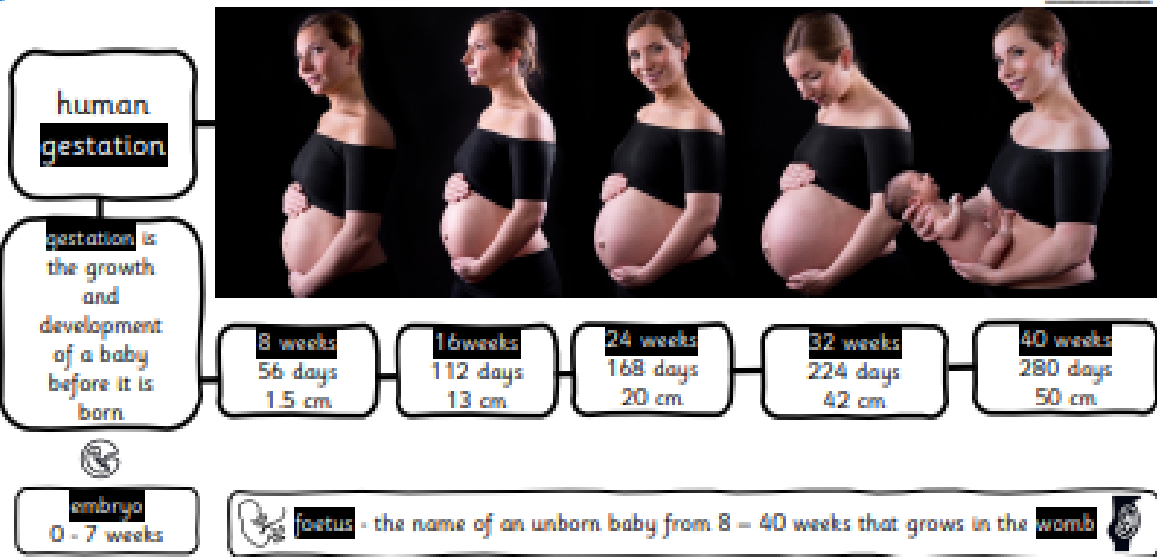 human
gestation
gestation is
the growth
and
development
of a baby
before it is
born
8 weeks
56 days
1.5 cm
16weeks
112 days
13 cm
24 weeks
168 days
20 cm
32 weeks
224 days
42 cm
40 weeks
280 days
50 cm
embryo
0 - 7 weeks
foetus - the name of an unborn baby from 8 – 40 weeks that grows in the womb